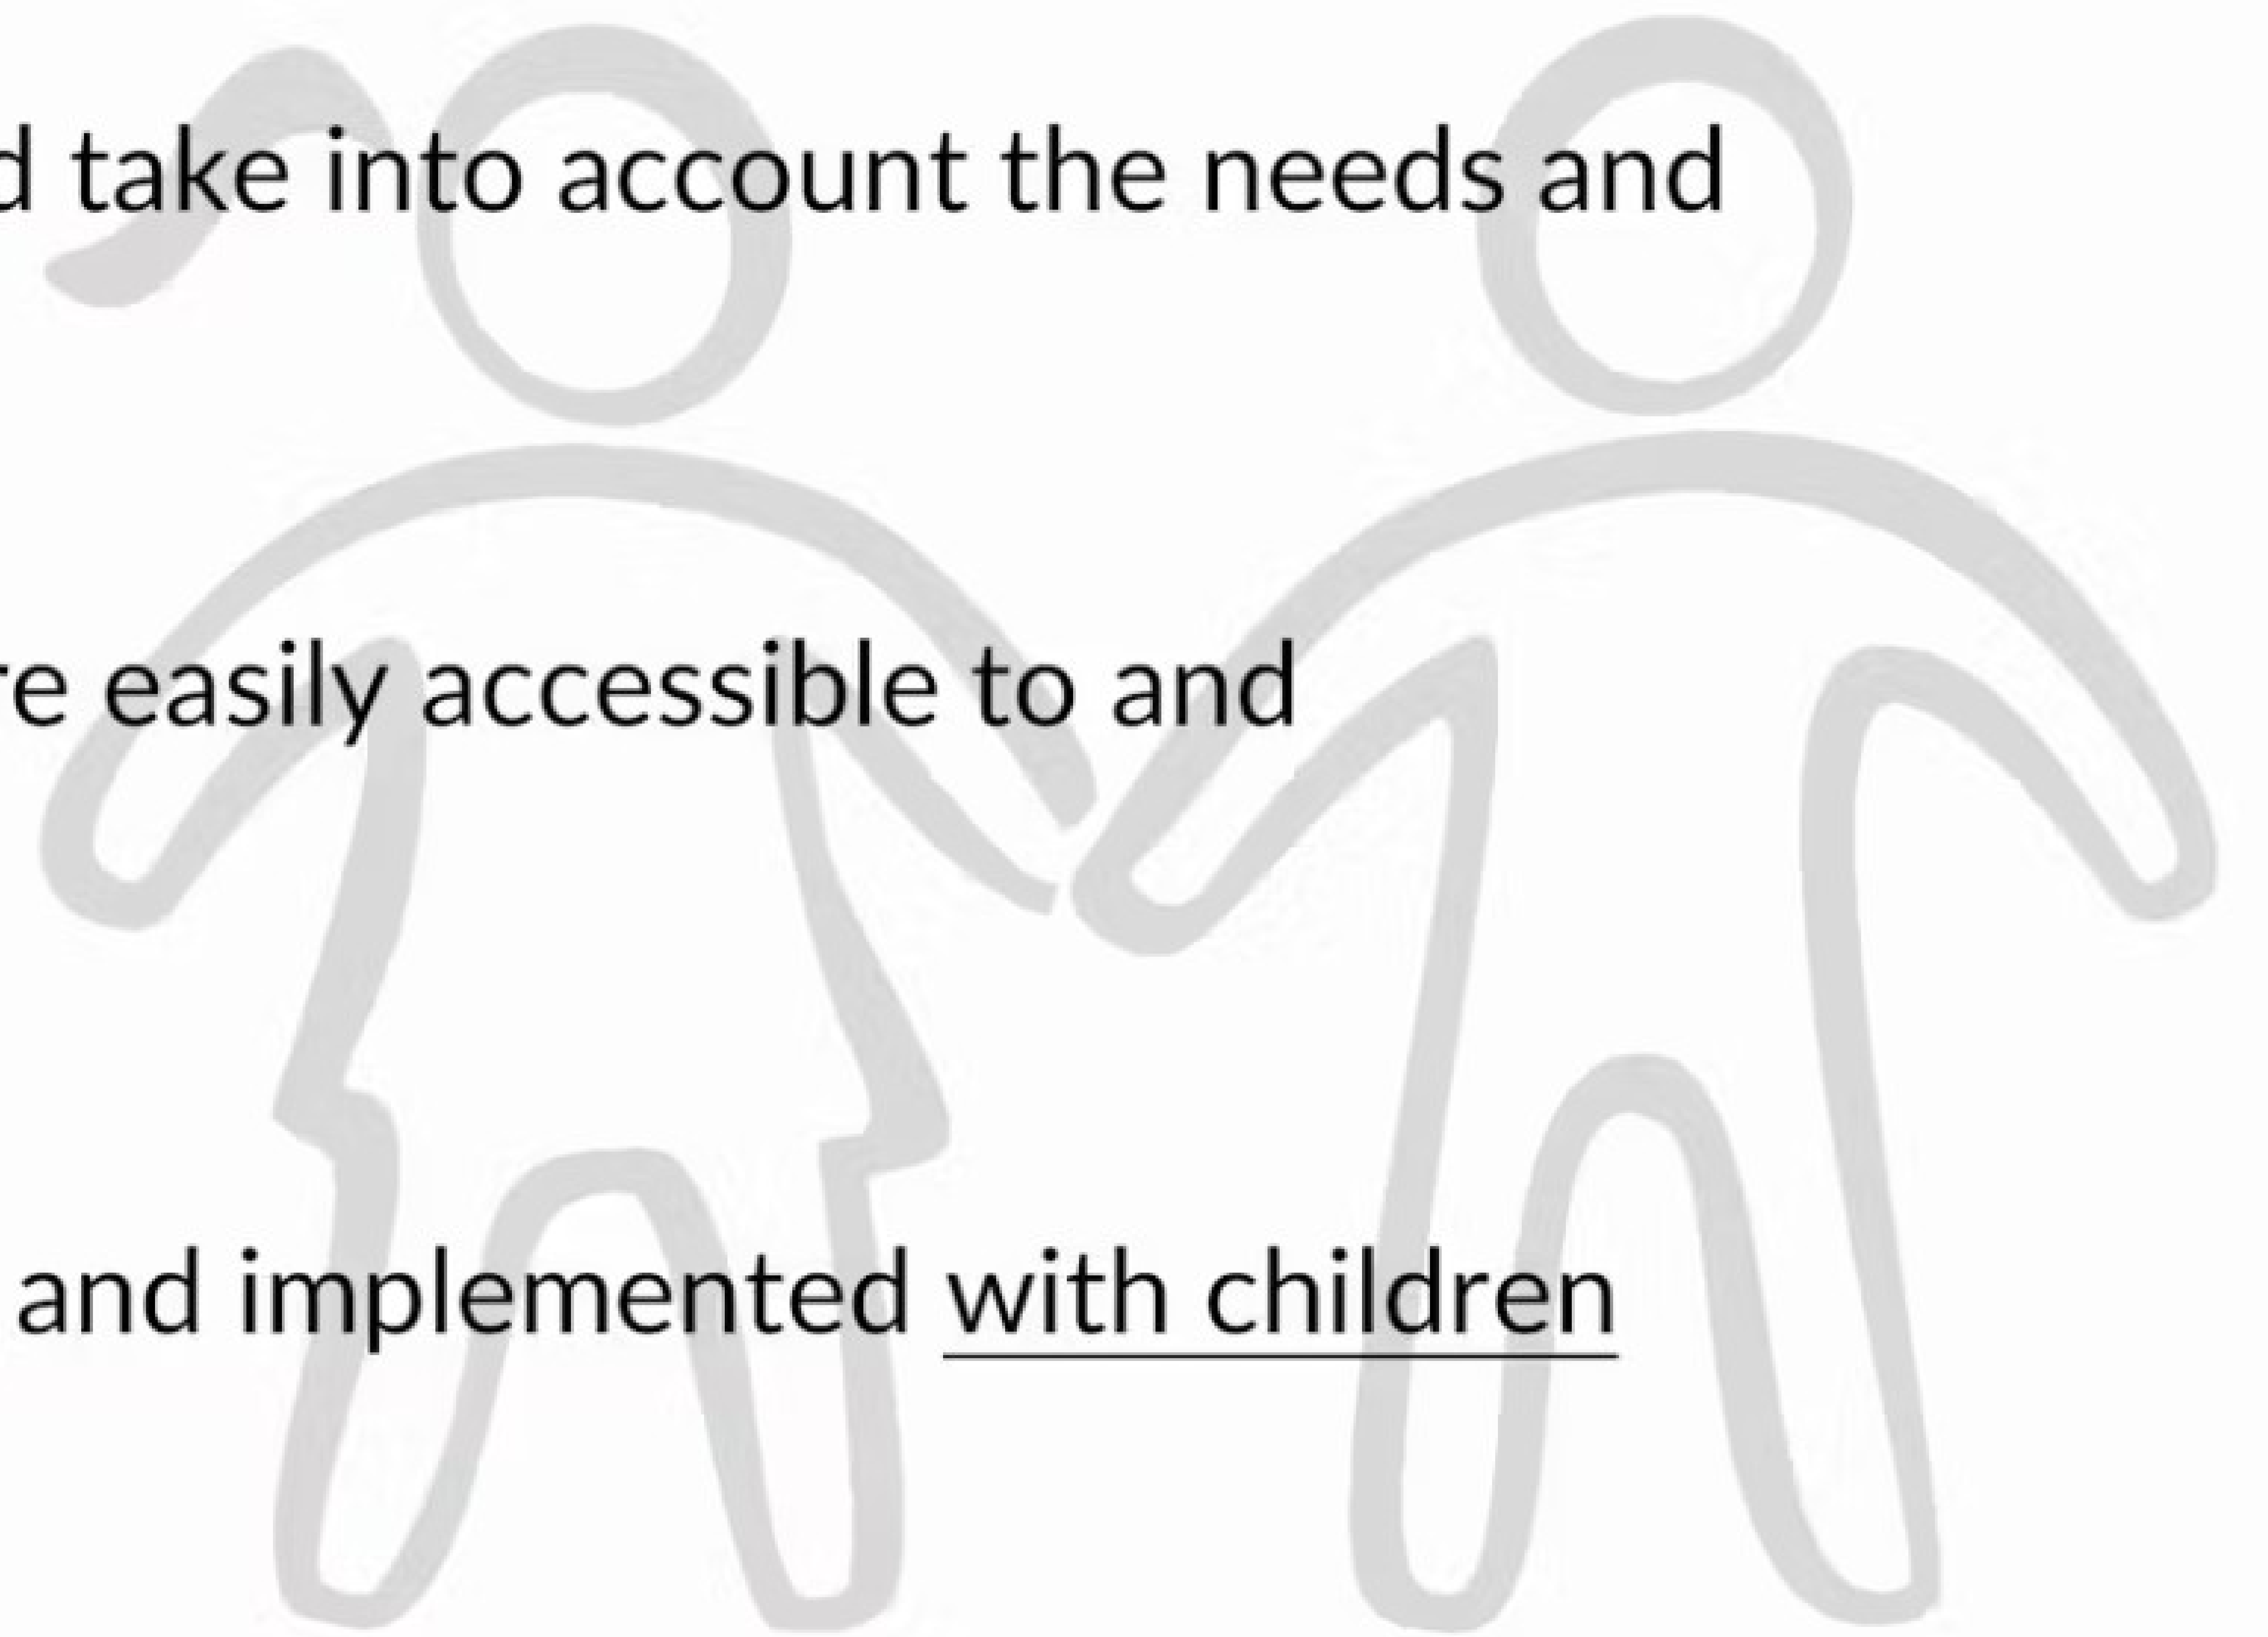 d take into account the needs and
re easily accessible to and
and implemented with children